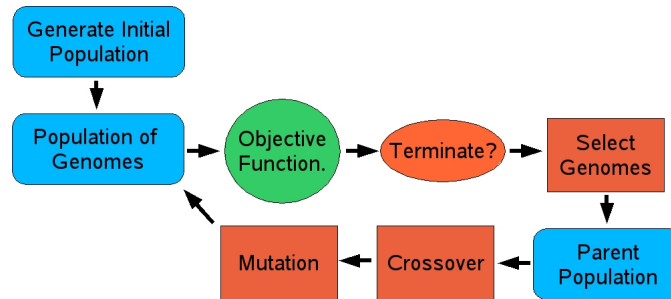 Generate Initial
Population
Population of
Genomes
Objective
Function.
Terminate?
Select
Genomes
Parent
Population
Crossover
Mutation